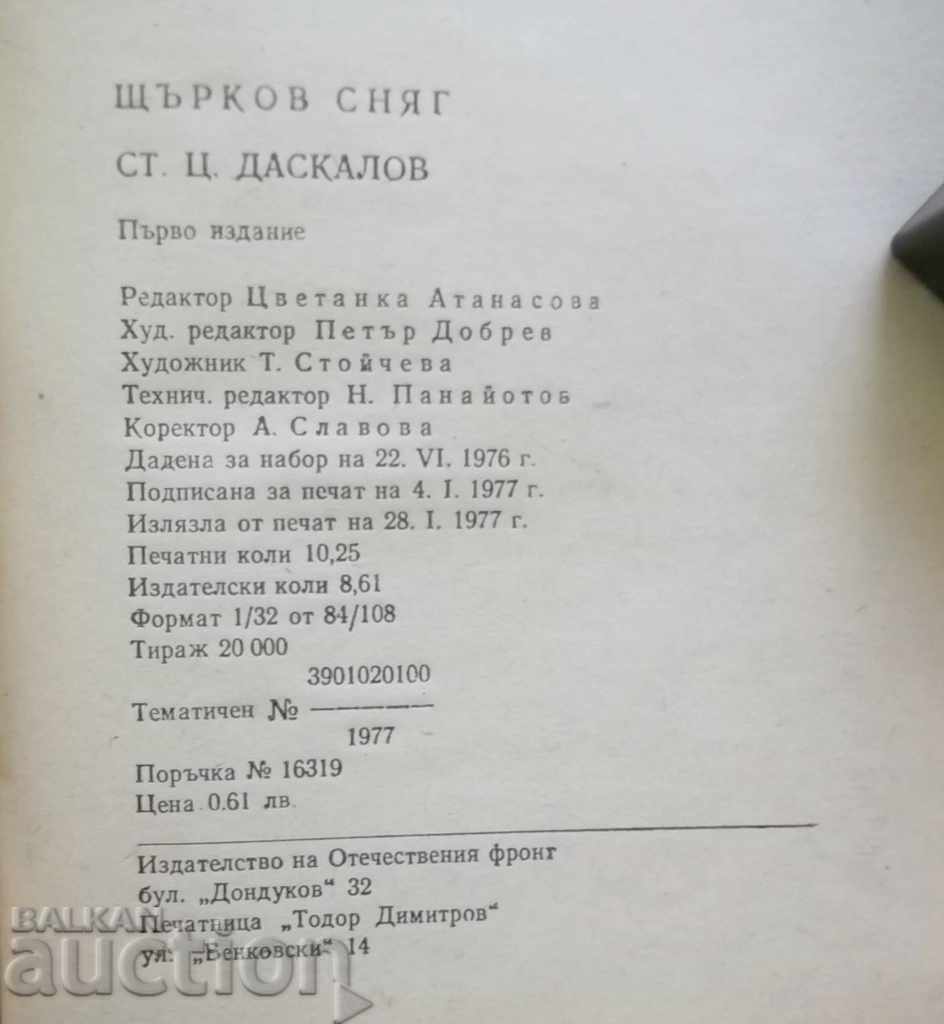 ЩЪРКОВ СНЯГ
СТ. Ц. ДАСКАЛОВ
Първо издание
Редактор Цветанка Атанасова
Худ. редактор Петър Добрев
Художник Т. Стойчева
Технич. редактор Н. Панайотов
Коректор А. Славова
Дадена за набор на 22. VI. 1976 г.
Подписана за печат на 4. I. 1977 г.
Излязла от печат на 28. I. 1977 г.
Печатни коли 10,25
Издателски коли 8,61
Формат 1/32 от 84/108
Тираж 20 000
3901020100
Тематичен №
1977
Поръчка № 16319
Цена 0.61 лв.
Издателство на Отечествения фронт
бул. „Дондуков“ 32
Печатница „Тодор Димитров“
ул. „Бенковски“ 14
BALKAN
auction